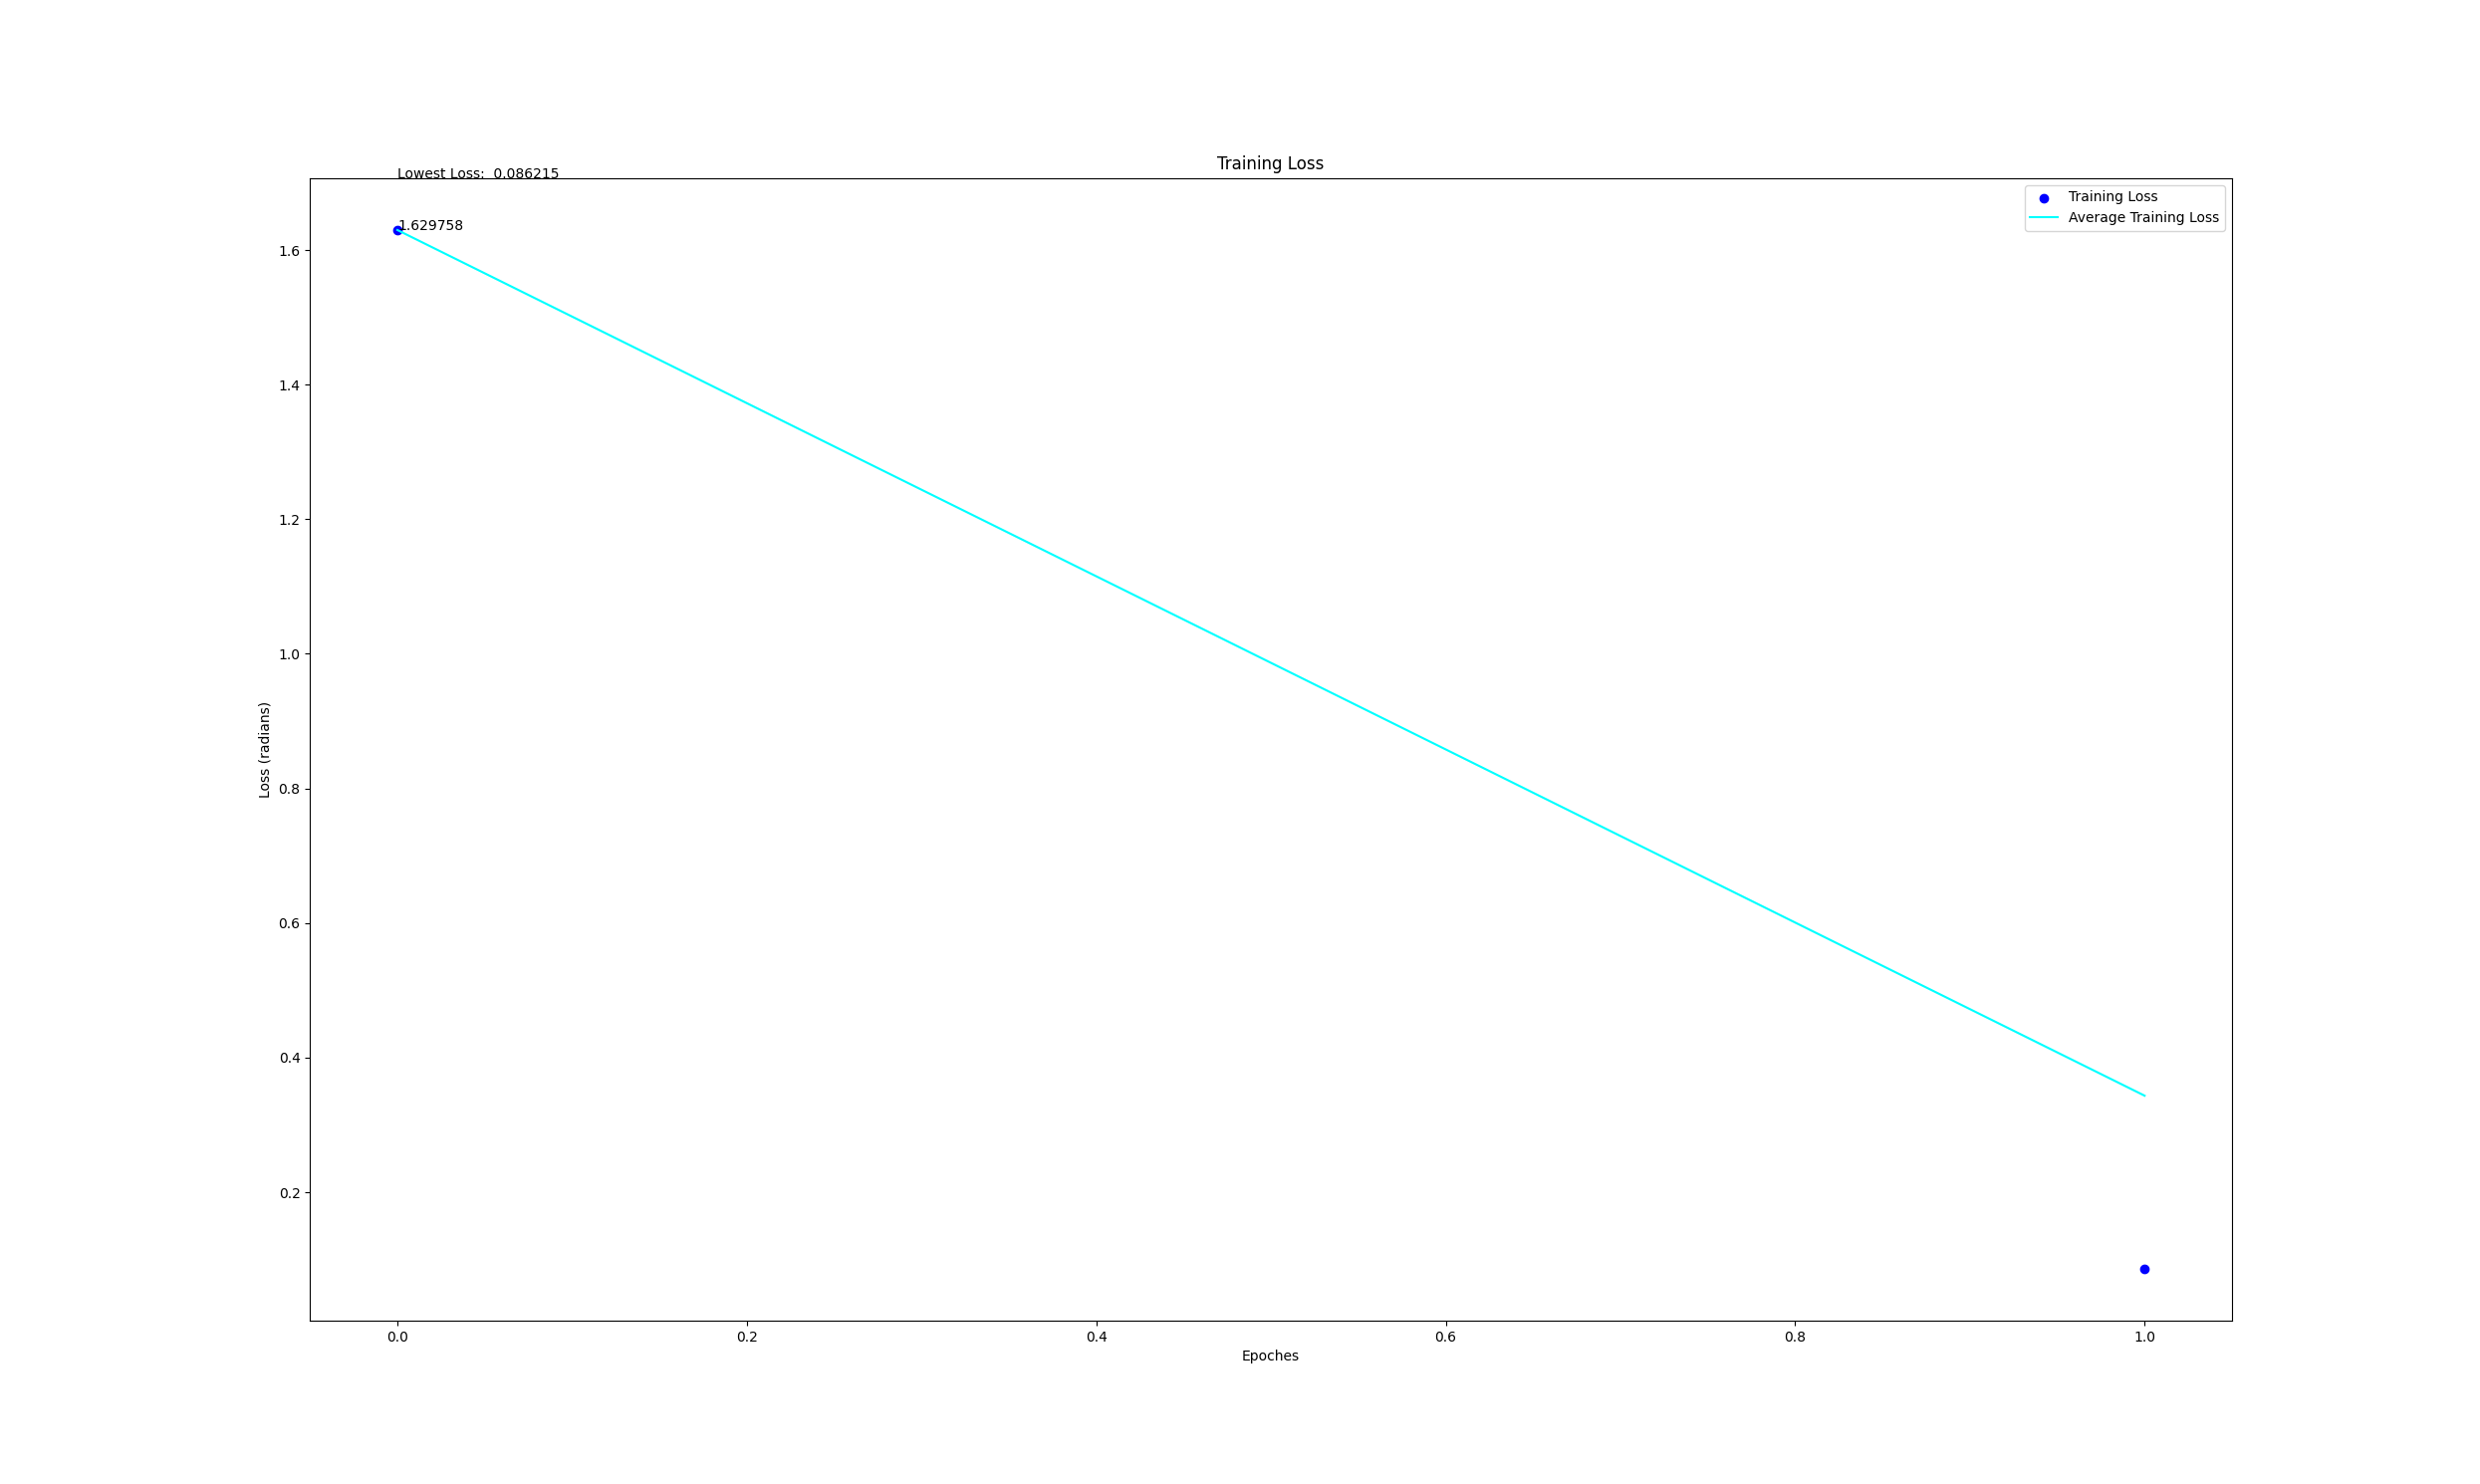 Training Loss
Lowest Loss:  0.086215
1.629758
Training Loss
Average Training Loss
1.6
1.4
1.2
1.0
0.8
0.6
0.4
0.2
Loss (radians)
0.0 0.2 0.4 0.6 0.8 1.0
Epoches